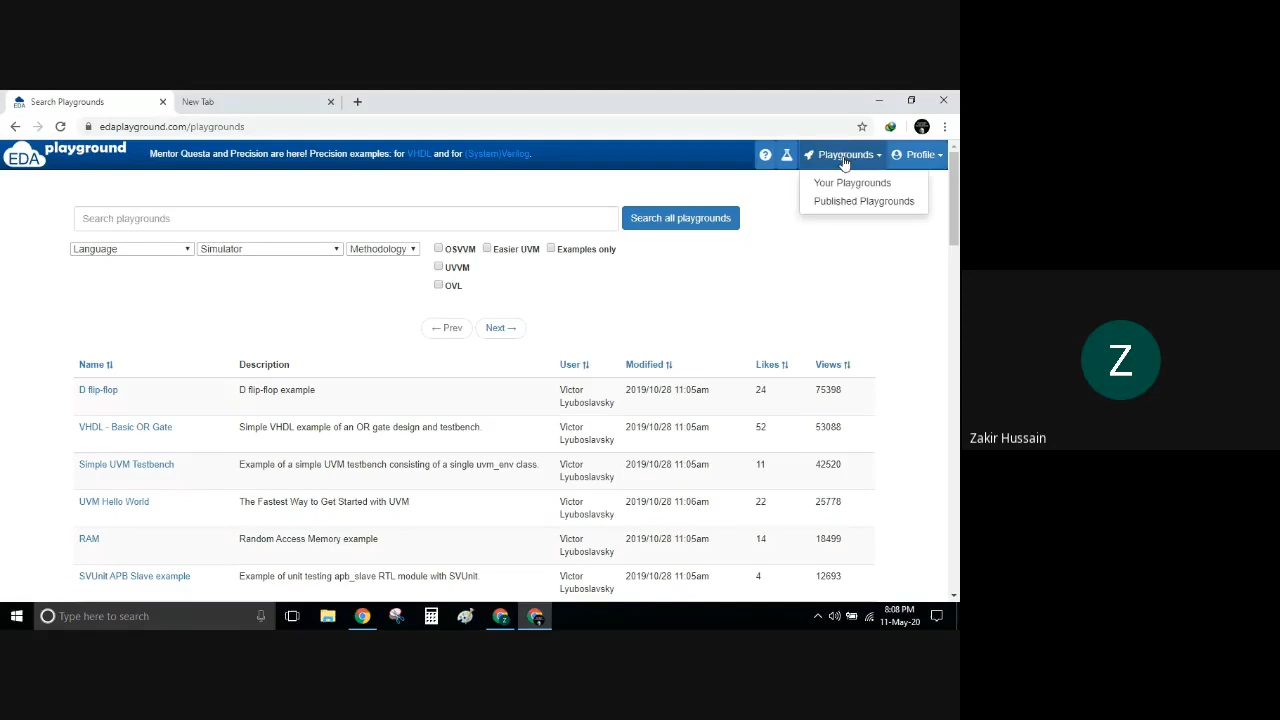 Search Playgrounds
New Tab
edaplayground.com/playgrounds
EDA playground
Mentor Questa and Precision are here! Precision examples: for VHDL and for (System)Verilog.
Playgrounds
Profile
Your Playgrounds
Published Playgrounds
Search playgrounds
Search all playgrounds
Language
Simulator
Methodology
OSVVM
Easier UVM
Examples only
UVVM
OVL
← Prev
Next →
Name Description User Modified Likes Views
D flip-flop D flip-flop example Victor 2019/10/28 11:05am 24 75398
Lyuboslavsky
VHDL - Basic OR Gate Simple VHDL example of an OR gate design and testbench. Victor 2019/10/28 11:05am 52 53088
Lyuboslavsky
Simple UVM Testbench Example of a simple UVM testbench consisting of a single uvm_env class. Victor 2019/10/28 11:05am 11 42520
Lyuboslavsky
UVM Hello World The Fastest Way to Get Started with UVM Victor 2019/10/28 11:06am 22 25778
Lyuboslavsky
RAM Random Access Memory example Victor 2019/10/28 11:05am 14 18499
Lyuboslavsky
SVUnit APB Slave example Example of unit testing apb_slave RTL module with SVUnit. Victor 2019/10/28 11:05am 4 12693
Lyuboslavsky
Type here to search
8:08 PM
11-May-20
Z
Zakir Hussain